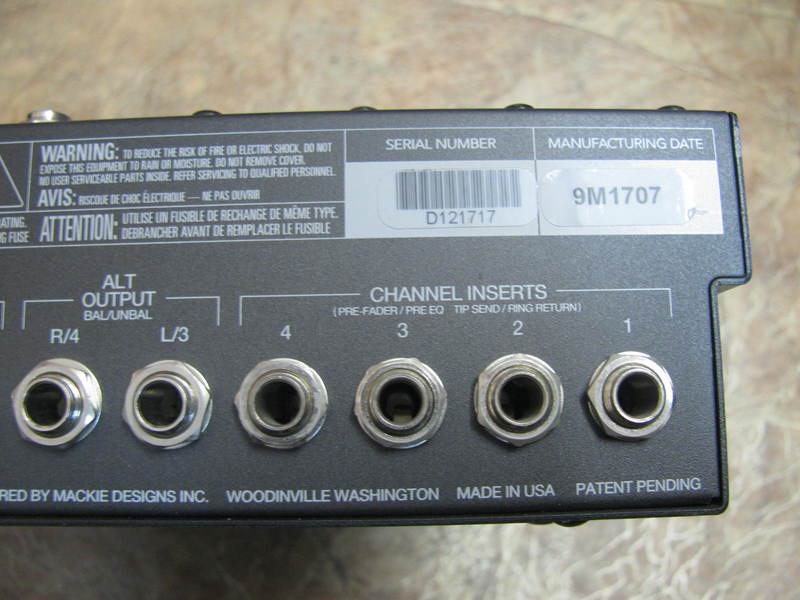 WARNING: TO REDUCE THE RISK OF FIRE OR ELECTRIC SHOCK, DO NOT
EXPOSE THIS EQUIPMENT TO RAIN OR MOISTURE. DO NOT REMOVE COVER.
NO USER SERVICEABLE PARTS INSIDE. REFER SERVICING TO QUALIFIED PERSONNEL.
AVIS: RISCQUE DE CHOC ÉLECTRIQUE — NE PAS OUVRIR
ATTENTION: UTILISE UN FUSIBLE DE RECHANGE DE MÊME TYPE.
DEBRANCHER AVANT DE REMPLACER LE FUSIBLE
FUSE
SERIAL NUMBER
D121717
MANUFACTURING DATE
9M1707
ALT
OUTPUT
BAL/UNBAL
R/4 L/3
CHANNEL INSERTS
(PRE-FADER / PRE EQ TIP SEND / RING RETURN)
4 3 2 1
BY MACKIE DESIGNS INC. WOODINVILLE WASHINGTON MADE IN USA PATENT PENDING